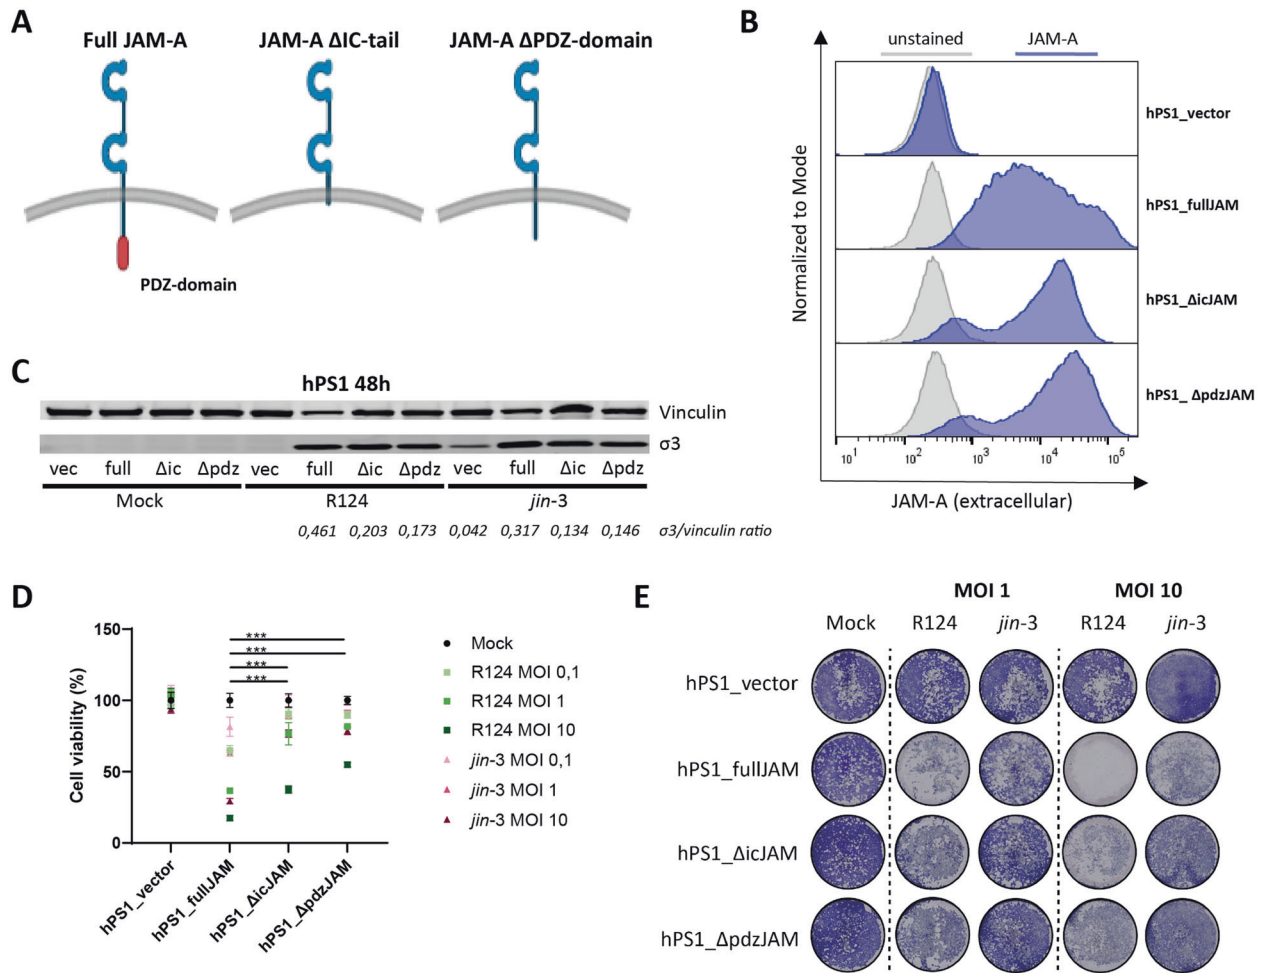 A
Full JAM-A
JAM-A ΔIC-tail
JAM-A ΔPDZ-domain
PDZ-domain
B
unstained
JAM-A
hPS1_vector
hPS1_fullJAM
hPS1_ΔicJAM
hPS1_ ΔpdzJAM
Normalized to Mode
10¹ 10² 10³ 10⁴ 10⁵
JAM-A (extracellular)
C
hPS1 48h
Vinculin
σ3
vec full Δic Δpdz vec full Δic Δpdz vec full Δic Δpdz
Mock R124 jin-3
0,461 0,203 0,173 0,042 0,317 0,134 0,146 σ3/vinculin ratio
D
Cell viability (%)
150
100
50
0
*** 
***
***
***
hPS1_vector
hPS1_fullJAM
hPS1_ΔicJAM
hPS1_ΔpdzJAM
Mock
R124 MOI 0,1
R124 MOI 1
R124 MOI 10
jin-3 MOI 0,1
jin-3 MOI 1
jin-3 MOI 10
E
MOI 1 MOI 10
Mock R124 jin-3 R124 jin-3
hPS1_vector
hPS1_fullJAM
hPS1_ΔicJAM
hPS1_ΔpdzJAM